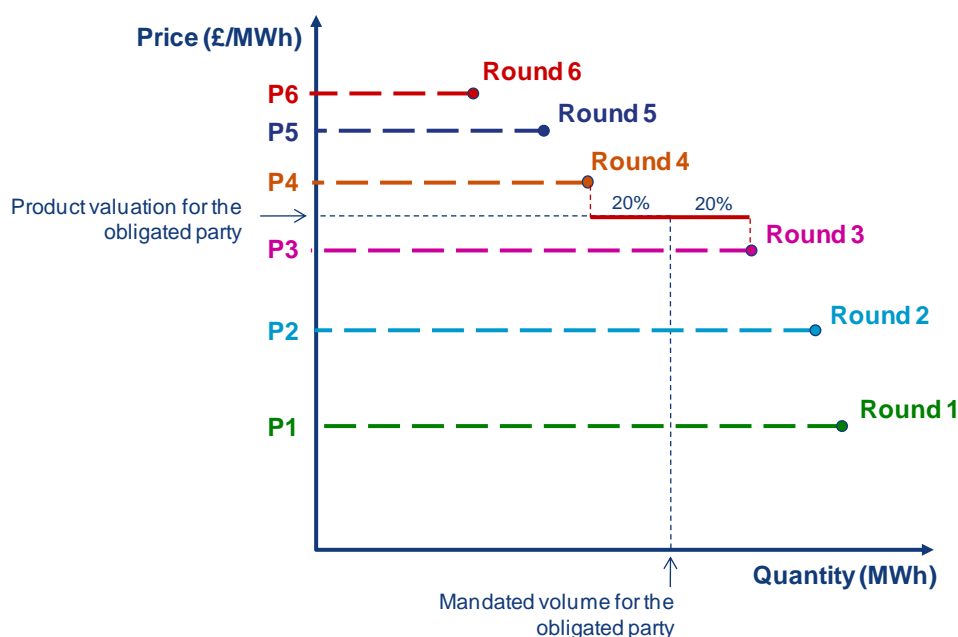 Price (£/MWh)
Round 6
P6
Round 5
P5
Round 4
P4
Product valuation for the
obligated party
20%
20%
Round 3
P3
Round 2
P2
Round 1
P1
Quantity (MWh)
Mandated volume for the
obligated party